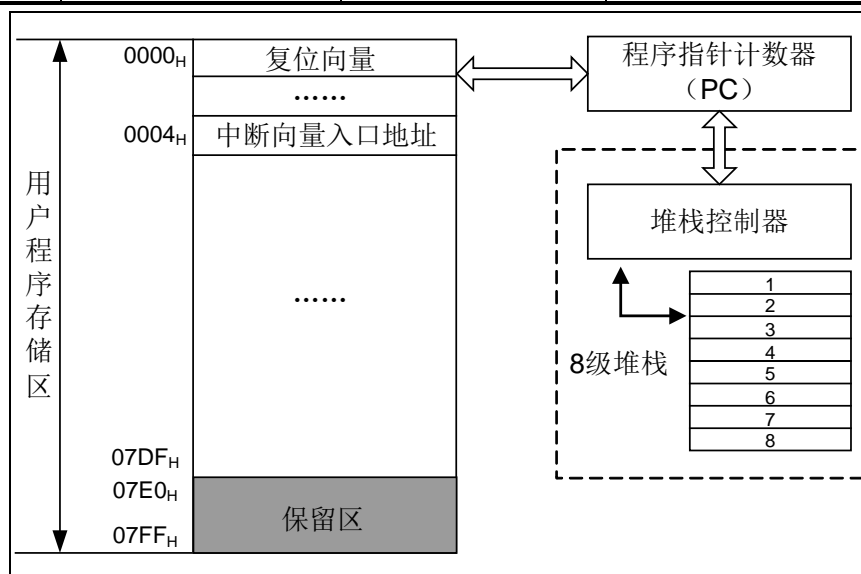 0000H
复位向量
……
0004H
中断向量入口地址
用户程序存储区
……
07DFH
07E0H
保留区
07FFH
程序指针计数器
（PC）
堆栈控制器
8级堆栈
1
2
3
4
5
6
7
8